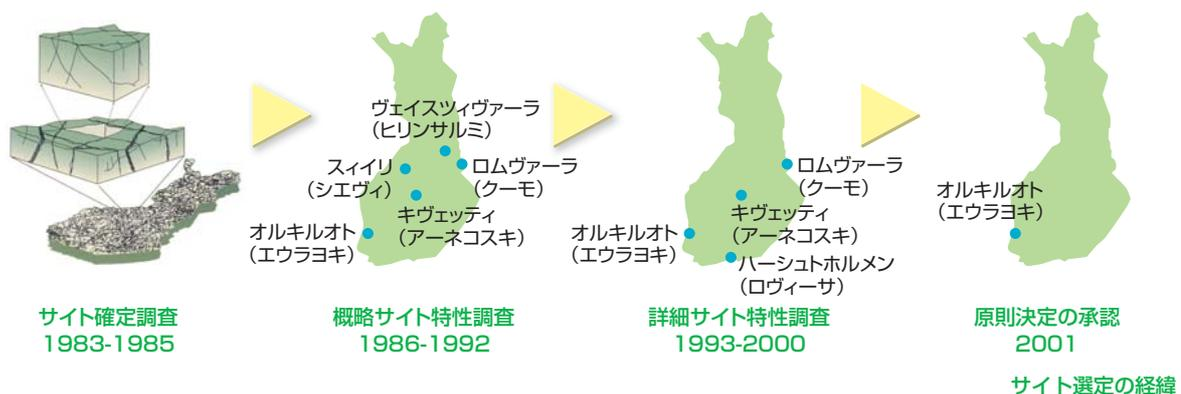 ヴェイスツィヴァーラ
（ヒリンサルミ）
スィイリ
（シエヴィ）
ロムヴァーラ
（クーモ）
キヴェッティ
（アーネコスキ）
オルキルオト
（エウラヨキ）
ロムヴァーラ
（クーモ）
キヴェッティ
（アーネコスキ）
オルキルオト
（エウラヨキ）
ハーシュトホルメン
（ロヴィーサ）
オルキルオト
（エウラヨキ）
サイト確定調査
1983-1985
概略サイト特性調査
1986-1992
詳細サイト特性調査
1993-2000
原則決定の承認
2001
サイト選定の経緯